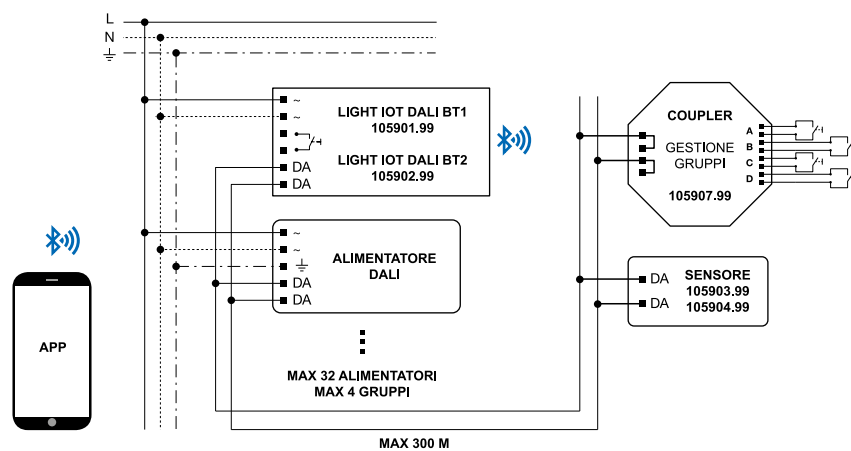 L
N
~
~
LIGHT IOT DALI BT1
105901.99
LIGHT IOT DALI BT2
105902.99
DA
DA
COUPLER
GESTIONE
GRUPPI
105907.99
A
B
C
D
~
~
ALIMENTATORE
DALI
DA
DA
DA
DA
SENSORE
105903.99
105904.99
APP
MAX 32 ALIMENTATORI
MAX 4 GRUPPI
MAX 300 M